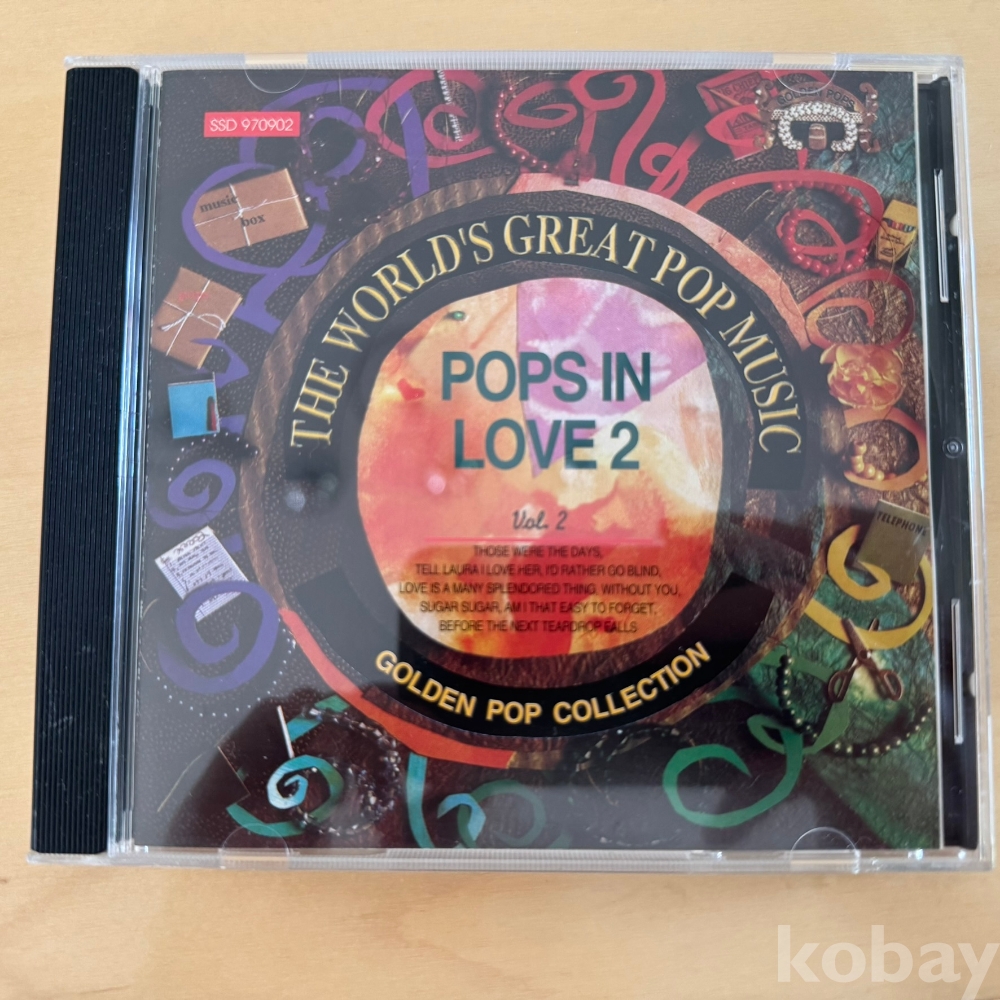 SSD 970902
GOLDEN POPS
music
box
THE WORLD'S GREAT POP MUSIC
POPS IN
LOVE 2
Vol. 2
THOSE WERE THE DAYS,
TELL LAURA I LOVE HER, I'D RATHER GO BLIND,
LOVE IS A MANY SPLENDORED THING, WITHOUT YOU,
SUGAR SUGAR, AM I THAT EASY TO FORGET,
BEFORE THE NEXT TEARDROP FALLS
TELEPHONE
GOLDEN POP COLLECTION
kobay